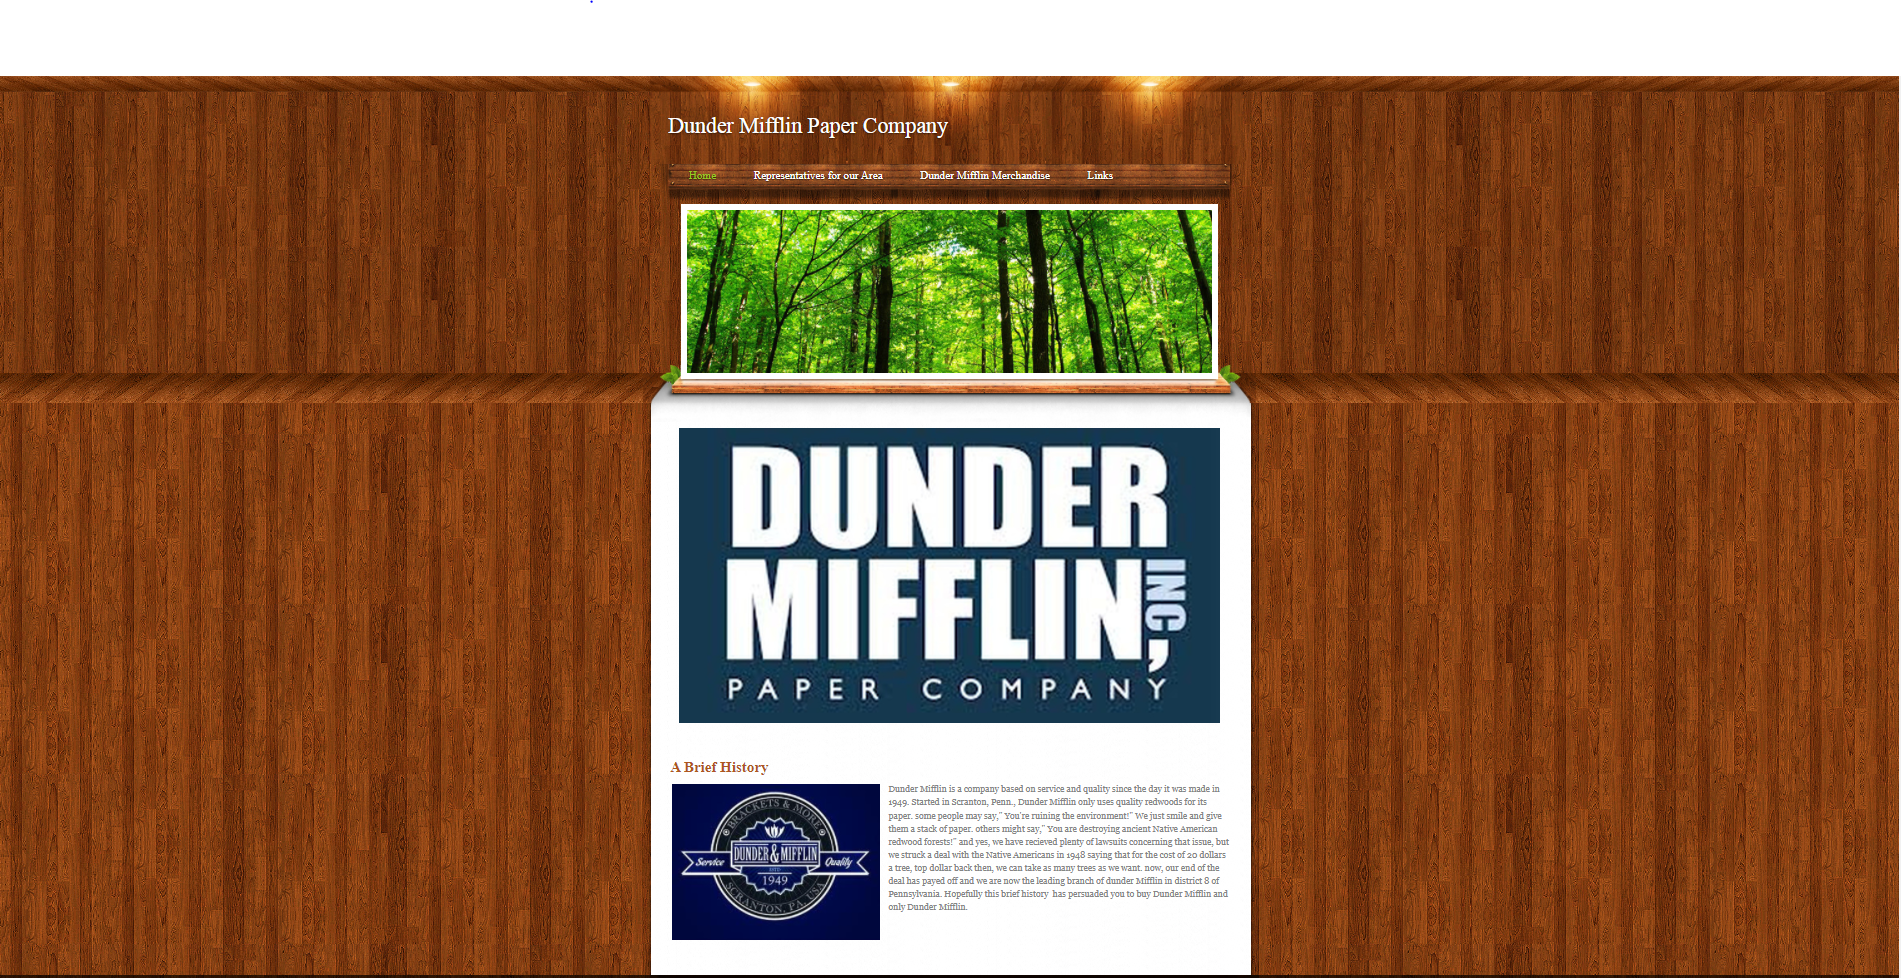 Dunder Mifflin Paper Company
Home Representatives for our Area Dunder Mifflin Merchandise Links
DUNDER
MIFFLIN,
INC
PAPER COMPANY
A Brief History
BRACKETS & MORE
Service DUNDER & MIFFLIN Quality
ESTD
1949
SCRANTON, PA, USA
Dunder Mifflin is a company based on service and quality since the day it was made in
1949. Started in Scranton, Penn., Dunder Mifflin only uses quality redwoods for its
paper. some people may say," You're ruining the environment!" We just smile and give
them a stack of paper. others might say," You are destroying ancient Native American
redwood forests!" and yes, we have recieved plenty of lawsuits concerning that issue, but
we struck a deal with the Native Americans in 1948 saying that for the cost of 20 dollars
a tree, top dollar back then, we can take as many trees as we want. now, our end of the
deal has payed off and we are now the leading branch of dunder Mifflin in district 8 of
Pennsylvania. Hopefully this brief history has persuaded you to buy Dunder Mifflin and
only Dunder Mifflin.